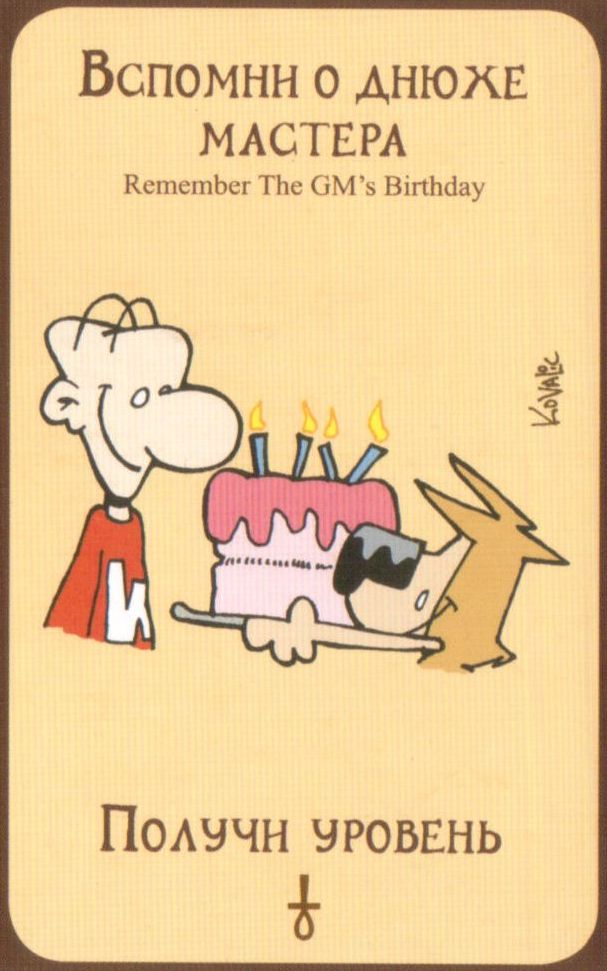 Вспомни о днюхе
мастера
Remember The GM's Birthday
Kovalic
K
Получи уровень